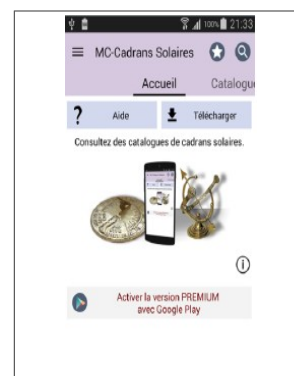 100% 21:33
MC-Cadrans Solaires
Accueil Catalogue
? Aide Télécharger
Consultez des catalogues de cadrans solaires.
i
Activer la version PREMIUM
avec Google Play